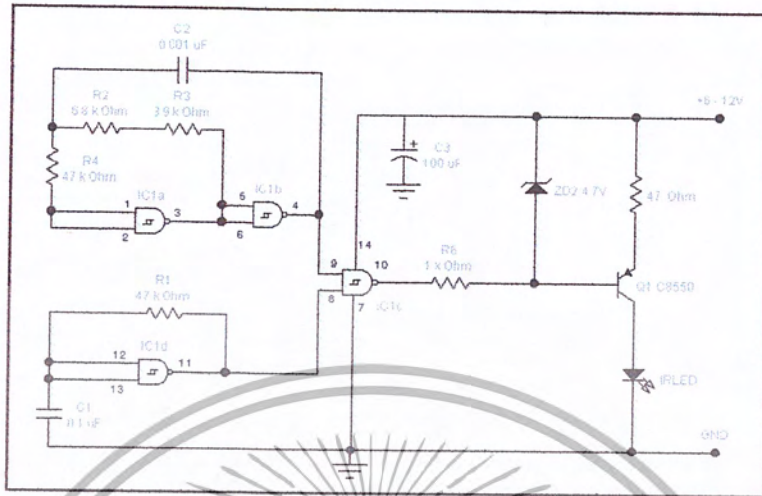 C2
0.001 uF
R2
6.8 k Ohm
R3
3.9 k Ohm
R4
47 k Ohm
IC1a
1
2
3
IC1b
5
6
4
+6 - 12V
C3
100 uF
ZD2 4.7V
47 Ohm
14
9
8
10
7
IC1c
R6
1 k Ohm
Q1 C8550
R1
47 k Ohm
IC1d
12
13
11
C1
0.1 uF
IRLED
GND